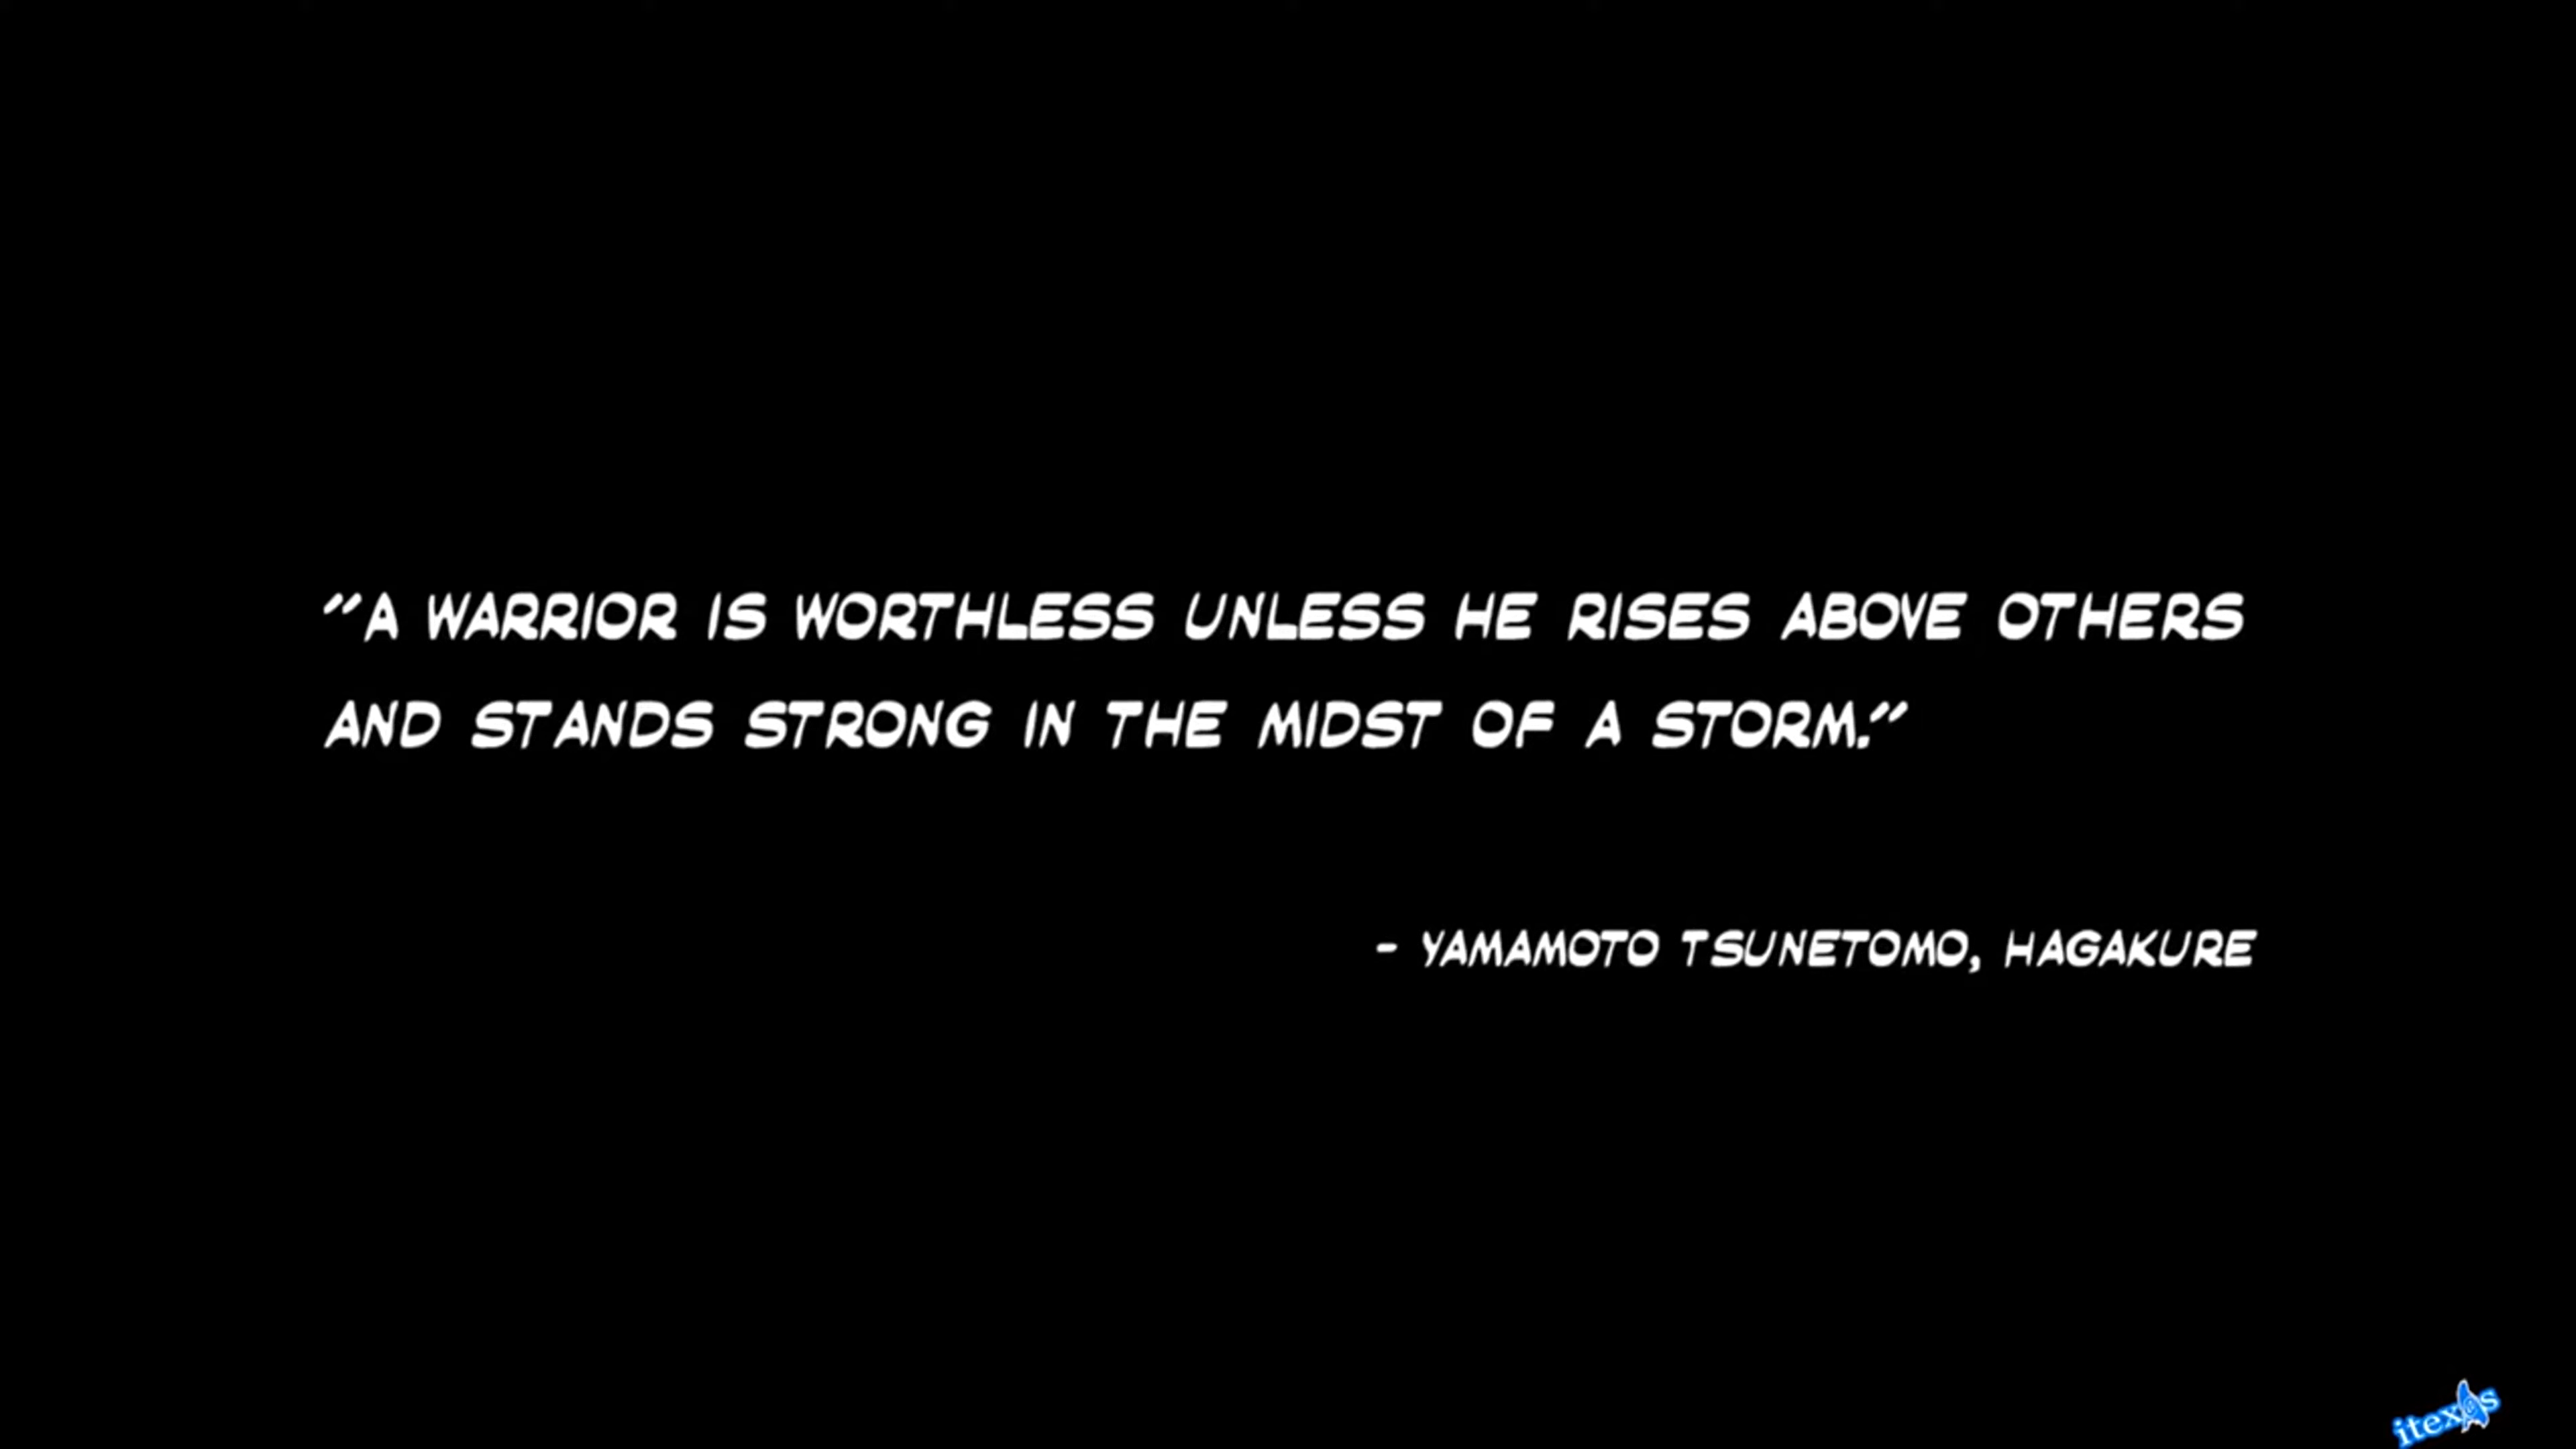 "A WARRIOR IS WORTHLESS UNLESS HE RISES ABOVE OTHERS
AND STANDS STRONG IN THE MIDST OF A STORM."
- YAMAMOTO TSUNETOMO, HAGAKURE
itexas